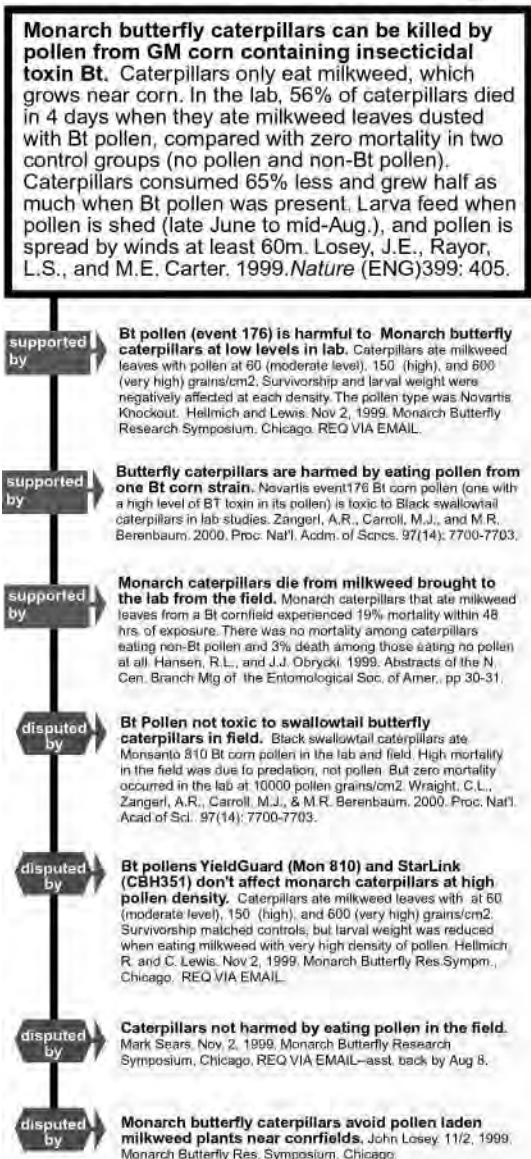 Monarch butterfly caterpillars can be killed by
pollen from GM corn containing insecticidal
toxin Bt. Caterpillars only eat milkweed, which
grows near corn. In the lab, 56% of caterpillars died
in 4 days when they ate milkweed leaves dusted
with Bt pollen, compared with zero mortality in two
control groups (no pollen and non-Bt pollen).
Caterpillars consumed 65% less and grew half as
much when Bt pollen was present. Larva feed when
pollen is shed (late June to mid-Aug.), and pollen is
spread by winds at least 60m. Losey, J.E., Rayor,
L.S., and M.E. Carter. 1999.Nature (ENG)399: 405.
supported
by
Bt pollen (event 176) is harmful to Monarch butterfly
caterpillars at low levels in lab. Caterpillars ate milkweed
leaves with pollen at 60 (moderate level), 150 (high), and 600
(very high) grains/cm2. Survivorship and larval weight were
negatively affected at each density. The pollen type was Novartis
Knockout. Hellmich and Lewis. Nov 2, 1999. Monarch Butterfly
Research Symposium, Chicago. REQ VIA EMAIL.
supported
by
Butterfly caterpillars are harmed by eating pollen from
one Bt corn strain. Novartis event176 Bt corn pollen (one with
a high level of BT toxin in its pollen) is toxic to Black swallowtail
caterpillars in lab studies. Zangerl, A.R., Carroll, M.J., and M.R.
Berenbaum. 2000. Proc. Nat'l. Acdm. of Scncs. 97(14): 7700-7703.
supported
by
Monarch caterpillars die from milkweed brought to
the lab from the field. Monarch caterpillars that ate milkweed
leaves from a Bt cornfield experienced 19% mortality within 48
hrs. of exposure. There was no mortality among caterpillars
eating non-Bt pollen and 3% death among those eating no pollen
at all. Hansen, R.L., and J.J. Obrycki. 1999. Abstracts of the N.
Cen. Branch Mtg of the Entomological Soc. of Amer., pp 30-31.
disputed
by
Bt Pollen not toxic to swallowtail butterfly
caterpillars in field. Black swallowtail caterpillars ate
Monsanto 810 Bt corn pollen in the lab and field. High mortality
in the field was due to predation, not pollen. But zero mortality
occurred in the lab at 10000 pollen grains/cm2. Wraight, C.L.,
Zangerl, A.R., Carroll, M.J., & M.R. Berenbaum. 2000. Proc. Nat'l.
Acad of Sci.. 97(14): 7700-7703.
disputed
by
Bt pollens YieldGuard (Mon 810) and StarLink
(CBH351) don't affect monarch caterpillars at high
pollen density. Caterpillars ate milkweed leaves with at 60
(moderate level), 150 (high), and 600 (very high) grains/cm2.
Survivorship matched controls, but larval weight was reduced
when eating milkweed with very high density of pollen. Hellmich,
R. and C. Lewis. Nov 2, 1999. Monarch Butterfly Res.Sympm.,
Chicago. REQ VIA EMAIL.
disputed
by
Caterpillars not harmed by eating pollen in the field.
Mark Sears. Nov. 2, 1999. Monarch Butterfly Research
Symposium, Chicago. REQ VIA EMAIL--asst. back by Aug 8.
disputed
by
Monarch butterfly caterpillars avoid pollen laden
milkweed plants near conrfields. John Losey. 11/2, 1999.
Monarch Butterfly Res. Symposium, Chicago.